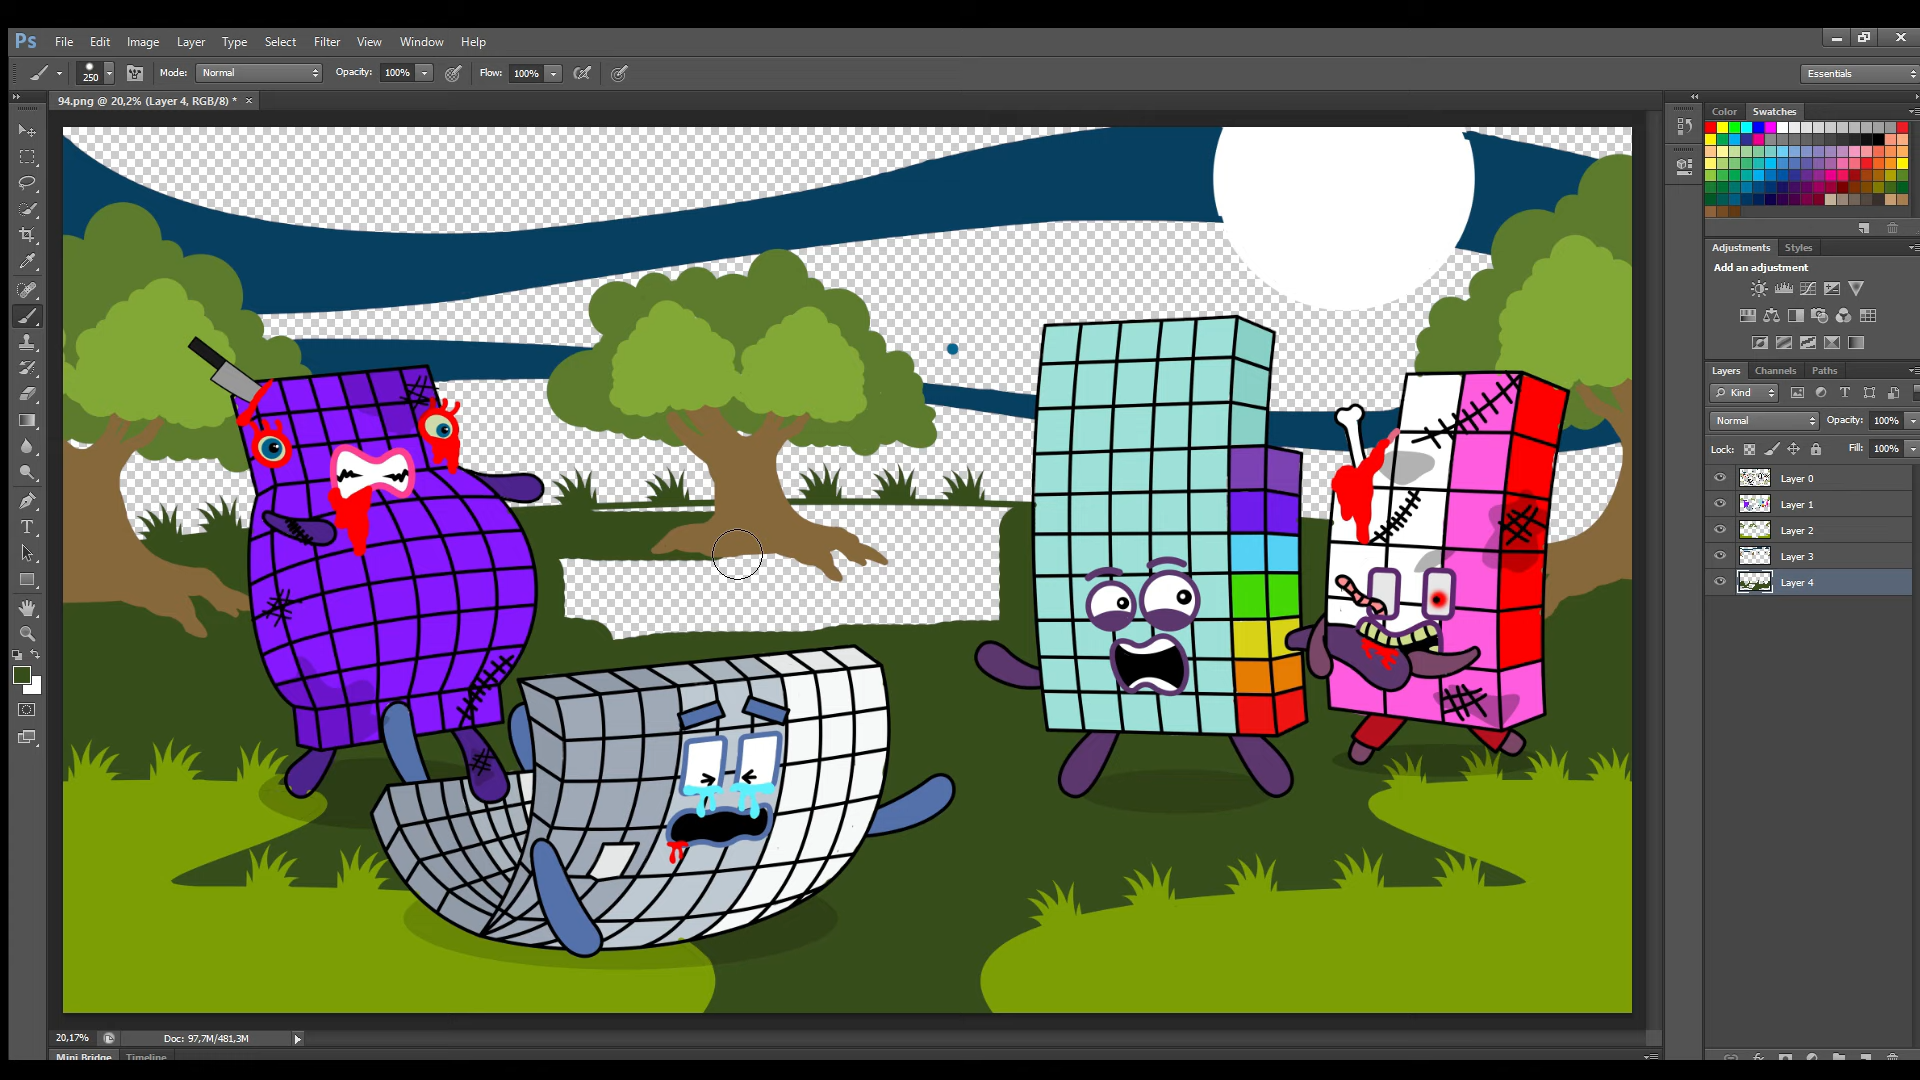 Ps File Edit Image Layer Type Select Filter View Window Help
250 Mode: Normal Opacity: 100% Flow: 100% Essentials
94.png @ 20,2% (Layer 4, RGB/8) * ×
Color Swatches
Adjustments Styles
Add an adjustment
Layers Channels Paths
Kind
Normal Opacity: 100%
Lock: Fill: 100%
Layer 0
Layer 1
Layer 2
Layer 3
Layer 4
20,17% Doc: 97,7M/481,3M
Mini Bridge Timeline